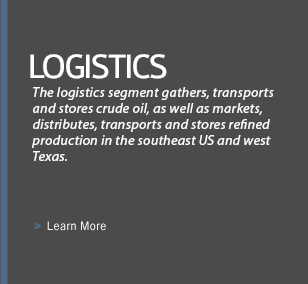 LOGISTICS
The logistics segment gathers, transports
and stores crude oil, as well as markets,
distributes, transports and stores refined
production in the southeast US and west
Texas.
> Learn More